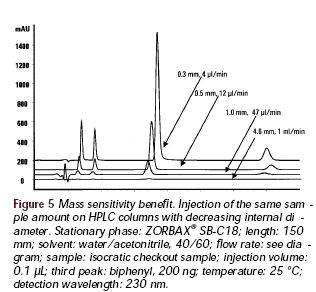 mAU
1400
1200
1000
800
600
400
200
0
0.3 mm, 4 µl/min
0.5 mm, 12 µl/min
1.0 mm, 47 µl/min
4.6 mm, 1 ml/min
Figure 5 Mass sensitivity benefit. Injection of the same sam -
ple amount on HPLC columns with decreasing internal di -
ameter. Stationary phase: ZORBAX® SB-C18; length: 150
mm; solvent: water/acetonitrile, 40/60; flow rate: see dia -
gram; sample: isocratic checkout sample; injection volume:
0.1 µL; third peak: biphenyl, 200 ng; temperature: 25 °C;
detection wavelength: 230 nm.